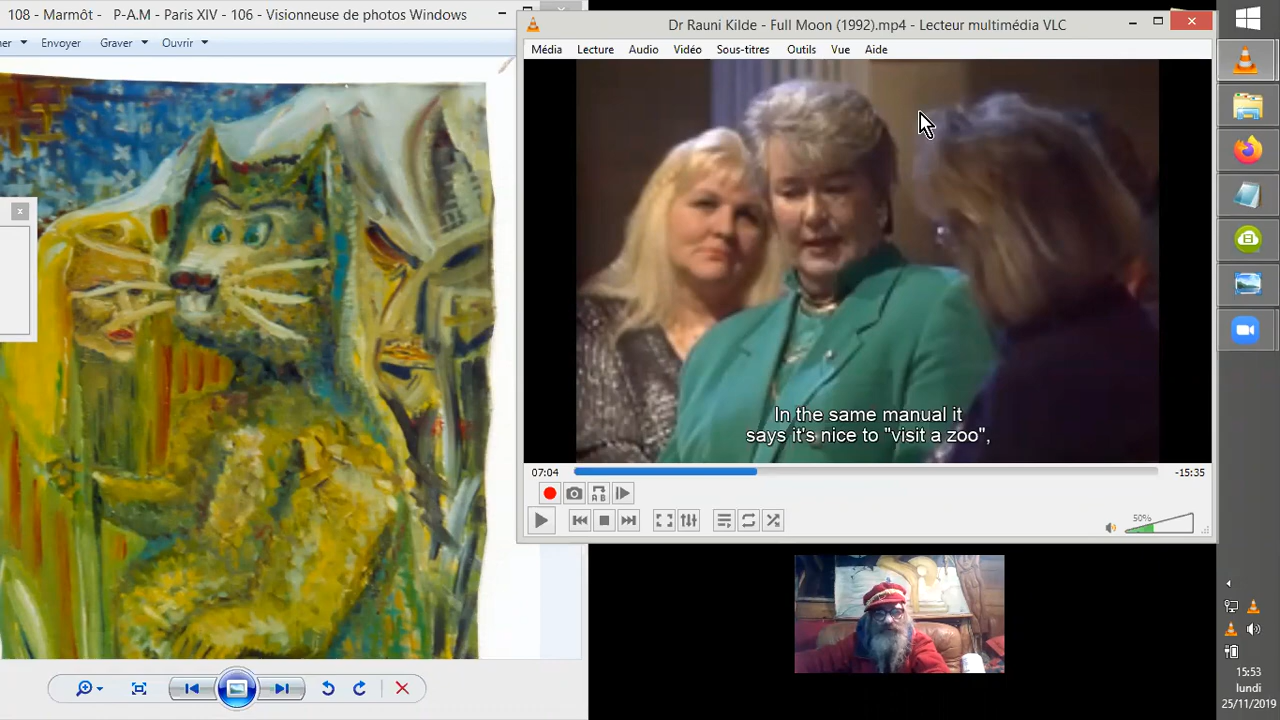 108 - Marmôt - P-A-M - Paris XIV - 106 - Visionneuse de photos Windows
Envoyer Graver Ouvrir
x
Dr Rauni Kilde - Full Moon (1992).mp4 - Lecteur multimédia VLC
Média Lecture Audio Vidéo Sous-titres Outils Vue Aide
In the same manual it
says it's nice to "visit a zoo",
07:04 -15:35
A B
50%
15:53
lundi
25/11/2019